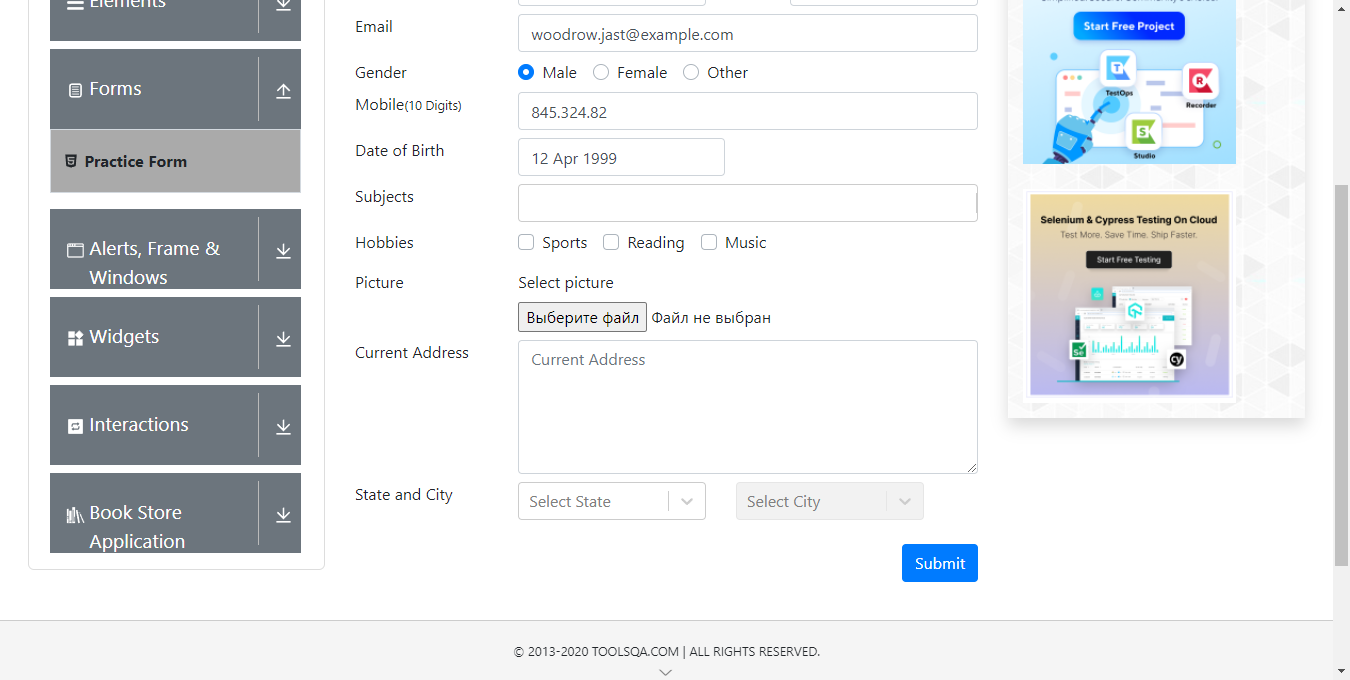 Elements
Forms
Practice Form
Alerts, Frame &
Windows
Widgets
Interactions
Book Store
Application
Email
woodrow.jast@example.com
Gender
Male
Female
Other
Mobile(10 Digits)
845.324.82
Date of Birth
12 Apr 1999
Subjects
Hobbies
Sports
Reading
Music
Picture
Select picture
Выберите файл
Файл не выбран
Current Address
Current Address
State and City
Select State
Select City
Submit
Start Free Project
TestOps
Recorder
Studio
Selenium & Cypress Testing On Cloud
Test More. Save Time. Ship Faster.
Start Free Testing
Se
cy
© 2013-2020 TOOLSQA.COM | ALL RIGHTS RESERVED.